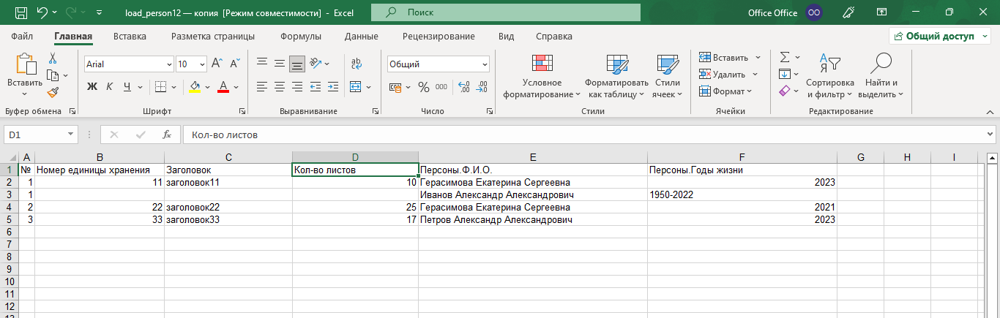 load_person12 — копия [Режим совместимости] - Excel
Поиск
Office Office OO
Файл Главная Вставка Разметка страницы Формулы Данные Рецензирование Вид Справка Общий доступ
Вставить
Буфер обмена
Arial 10
Ж К Ч
Шрифт
ab
Выравнивание
Общий
% 000 ,00 ,00
Число
Условное форматирование
Форматировать как таблицу
Стили ячеек
Стили
Вставить
Удалить
Формат
Ячейки
Сортировка и фильтр
Найти и выделить
Редактирование
D1 fx Кол-во листов
A B C D E F G H I
1 № Номер единицы хранения Заголовок Кол-во листов Персоны.Ф.И.О. Персоны.Годы жизни
2 1 11 заголовок11 10 Герасимова Екатерина Сергеевна 2023
3 1 Иванов Александр Александрович 1950-2022
4 2 22 заголовок22 25 Герасимова Екатерина Сергеевна 2021
5 3 33 заголовок33 17 Петров Александр Александрович 2023
6
7
8
9
10
11
12